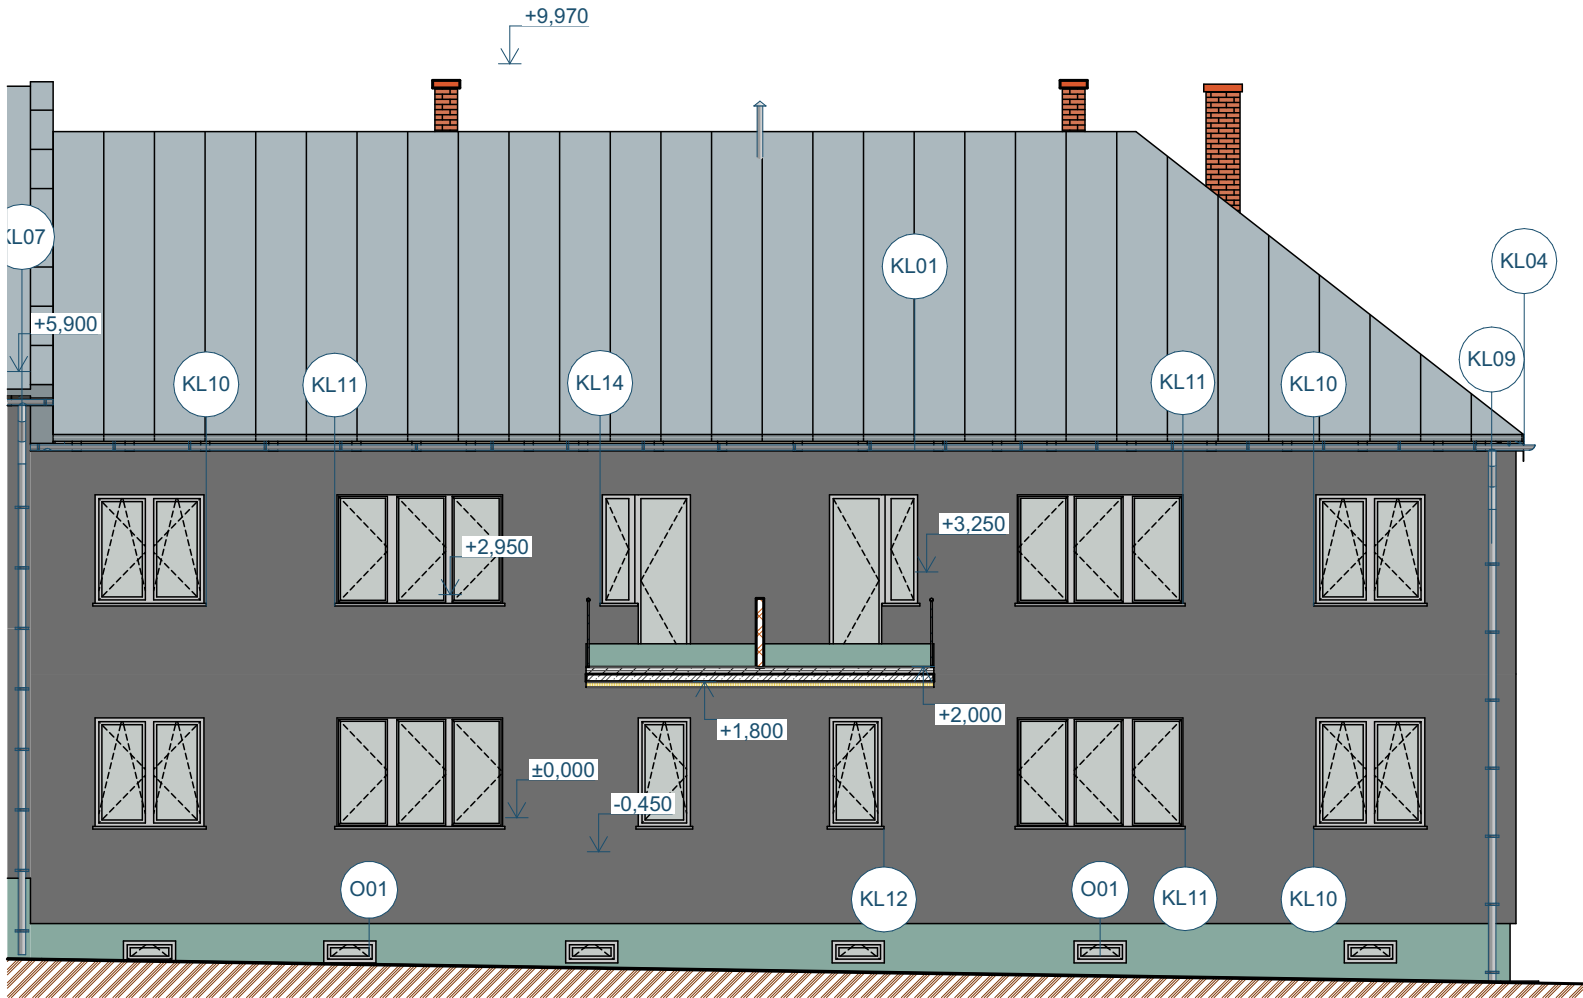 +9,970
KL07
KL01
KL04
+5,900
KL09
KL10
KL11
KL14
KL11
KL10
+3,250
+2,950
+2,000
+1,800
±0,000
-0,450
O01
KL12
O01
KL11
KL10